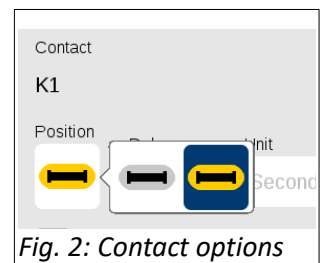 Contact
K1
Position
Unit
Second
Fig. 2: Contact options